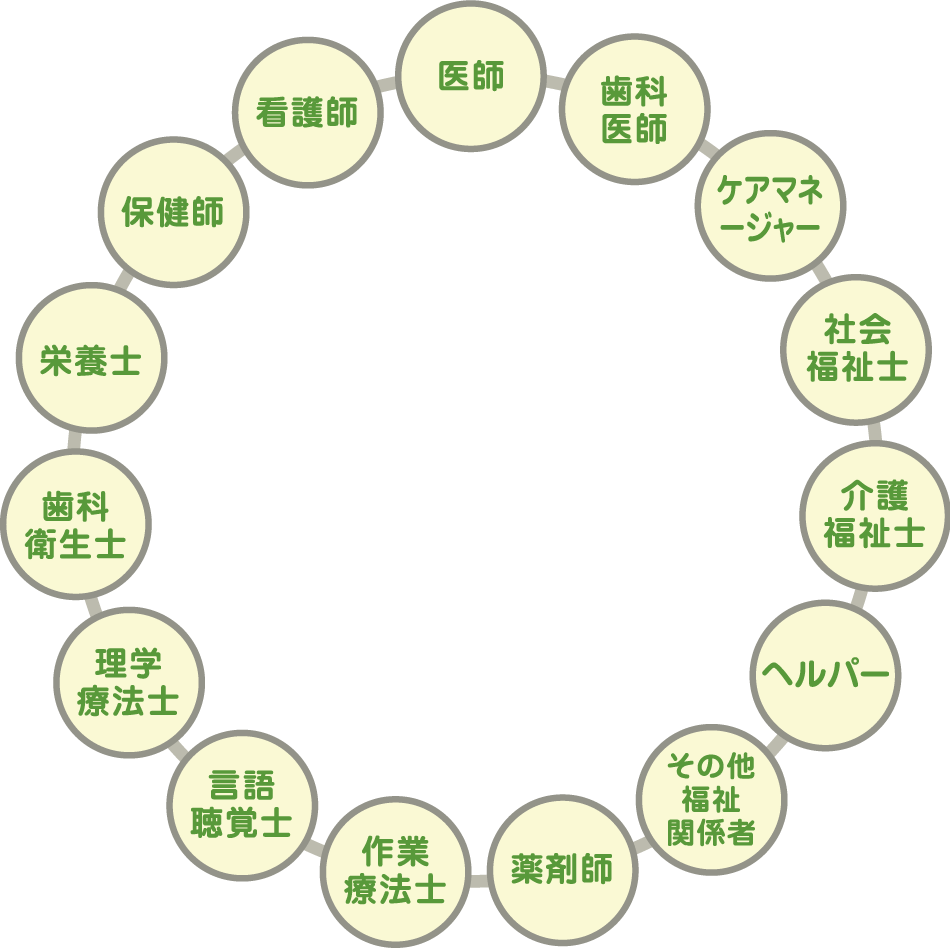 医師
歯科
医師
ケアマネ
ージャー
社会
福祉士
介護
福祉士
ヘルパー
その他
福祉
関係者
薬剤師
作業
療法士
言語
聴覚士
理学
療法士
歯科
衛生士
栄養士
保健師
看護師